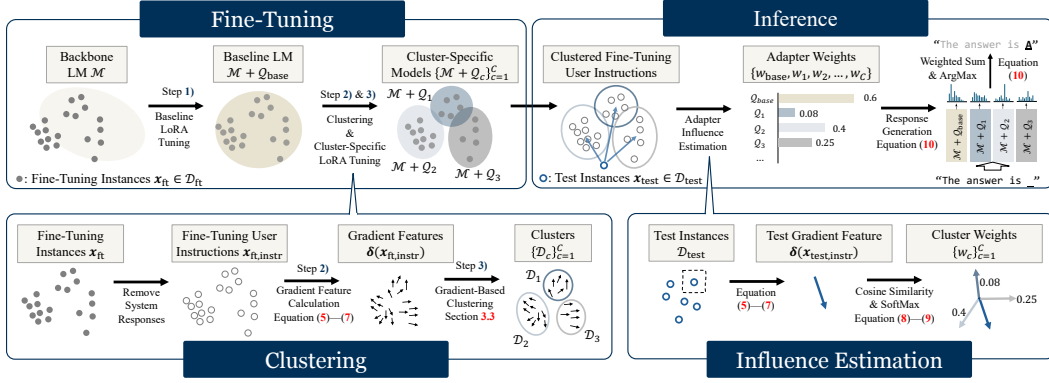 Fine-Tuning
Backbone
LM ℳ
Step 1)
Baseline
LoRA
Tuning
Baseline LM
ℳ + 𝒬base
Step 2) & 3)
Clustering
&
Cluster-Specific
LoRA Tuning
Cluster-Specific
Models {ℳ + 𝒬c}ᶜc=1
ℳ + 𝒬1
ℳ + 𝒬2
ℳ + 𝒬3
: Fine-Tuning Instances 𝒙ft ∈ 𝒟ft
Inference
Clustered Fine-Tuning
User Instructions
Adapter
Influence
Estimation
Adapter Weights
{wbase, w1, w2, … , wC}
𝒬base
0.6
𝒬1
0.08
𝒬2
0.4
𝒬3
0.25
...
Response
Generation
Equation (10)
“The answer is A”
Weighted Sum
& ArgMax
Equation
(10)
ℳ + 𝒬base
ℳ + 𝒬1
ℳ + 𝒬2
ℳ + 𝒬3
“The answer is _”
: Test Instances 𝒙test ∈ 𝒟test
Fine-Tuning
Instances 𝒙ft
Remove
System
Responses
Fine-Tuning User
Instructions 𝒙ft,instr
Step 2)
Gradient Feature
Calculation
Equation (5)—(7)
Gradient Features
𝜹(𝒙ft,instr)
Step 3)
Gradient-Based
Clustering
Section 3.3
Clusters
{𝒟c}ᶜc=1
𝒟1
𝒟2
𝒟3
Clustering
Test Instances
𝒟test
Equation
(5)—(7)
Test Gradient Feature
𝜹(𝒙test,instr)
Cosine Similarity
& SoftMax
Equation (8)—(9)
Cluster Weights
{wc}ᶜc=1
0.08
0.25
0.4
Influence Estimation